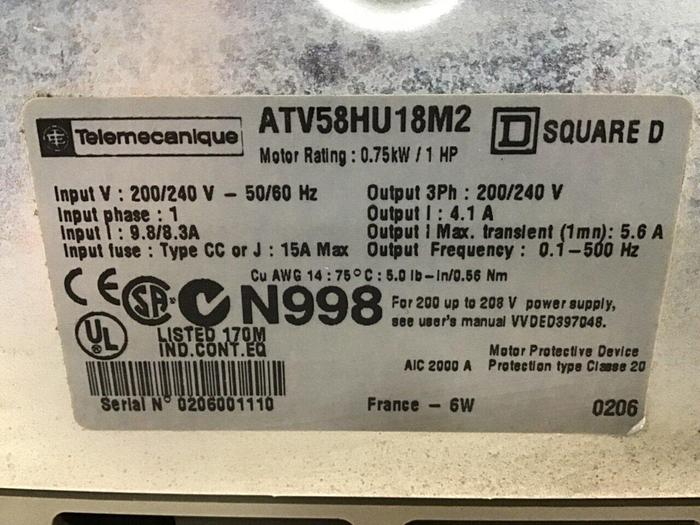 Telemecanique
ATV58HU18M2
D SQUARE D
Motor Rating : 0.75kW / 1 HP
Input V : 200/240 V – 50/60 Hz
Output 3Ph : 200/240 V
Input phase : 1
Output I : 4.1 A
Input I : 9.8/8.3A
Output I Max. transient (1mn) : 5.6 A
Input fuse : Type CC or J : 15A Max
Output Frequency : 0.1–500 Hz
Cu AWG 14 : 75°C : 5.0 lb–in/0.56 Nm
CE SA N998
For 200 up to 208 V power supply,
see user's manual VVDED397048.
UL
LISTED 170M
IND.CONT.EQ
Motor Protective Device
AIC 2000 A
Protection type Classe 20
Serial N° 0206001110
France – 6W
0206